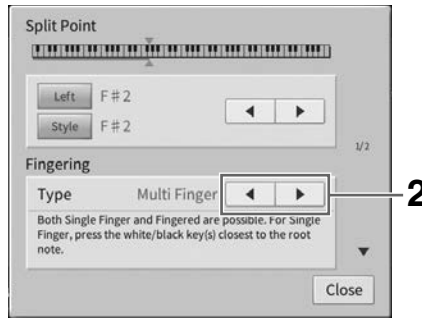 Split Point
Left F#2
Style F#2
1/2
Fingering
Type Multi Finger
2
Both Single Finger and Fingered are possible. For Single
Finger, press the white/black key(s) closest to the root
note.
Close